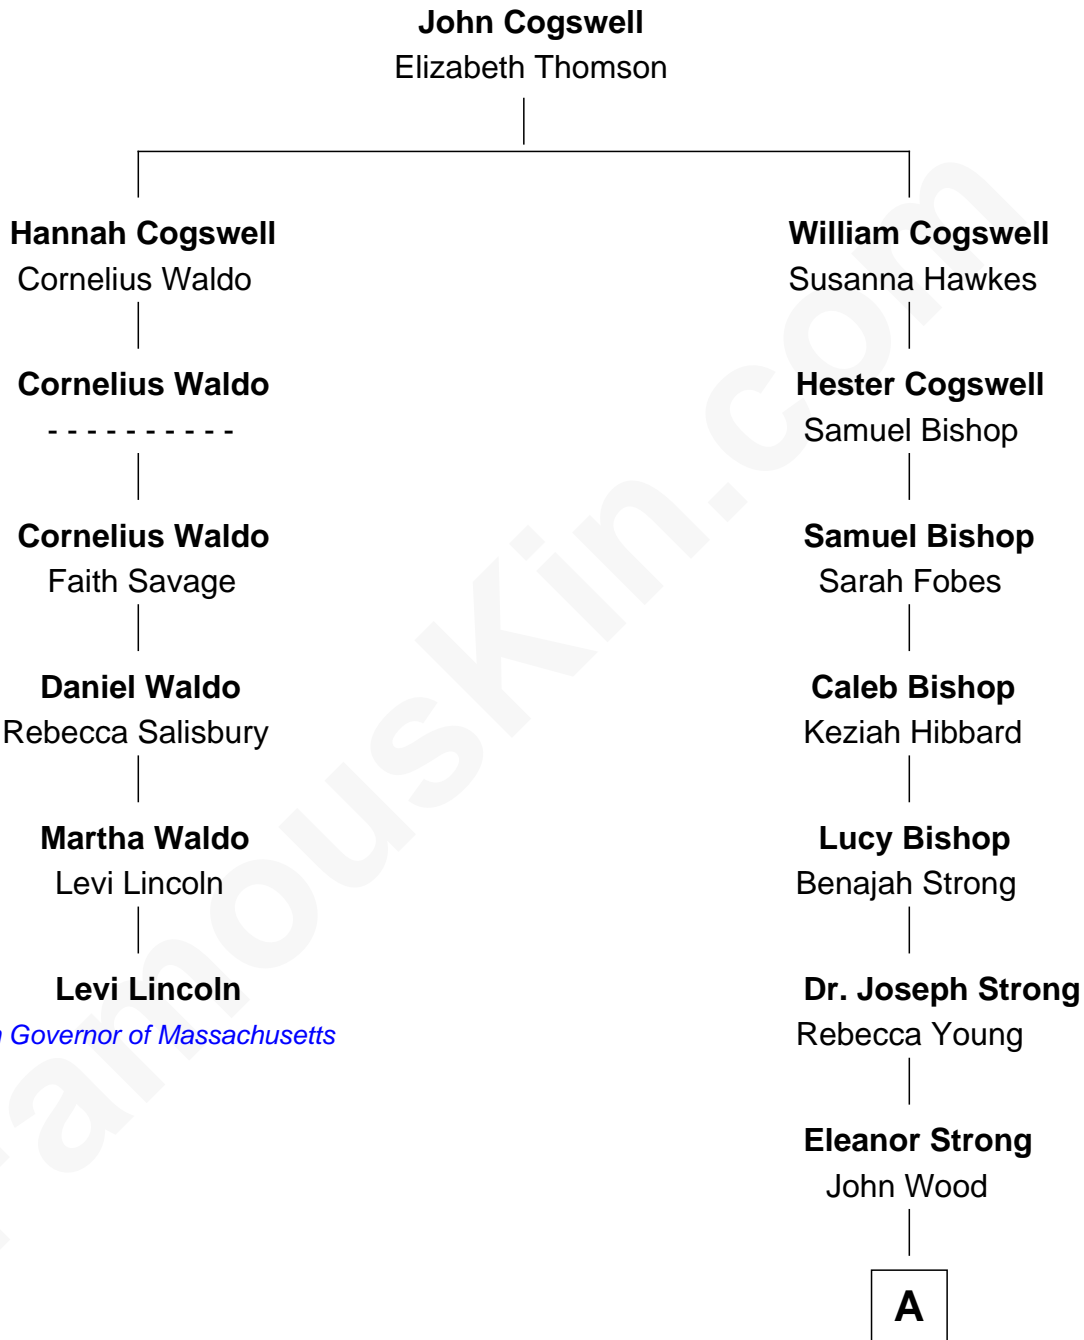 John Cogswell
Elizabeth Thomson
Hannah Cogswell
Cornelius Waldo
William Cogswell
Susanna Hawkes
Cornelius Waldo
- - - - - - - - - -
Hester Cogswell
Samuel Bishop
Cornelius Waldo
Faith Savage
Samuel Bishop
Sarah Fobes
Daniel Waldo
Rebecca Salisbury
Caleb Bishop
Keziah Hibbard
Martha Waldo
Levi Lincoln
Lucy Bishop
Benajah Strong
Levi Lincoln
Governor of Massachusetts
Dr. Joseph Strong
Rebecca Young
Eleanor Strong
John Wood
A
FamousKin.com